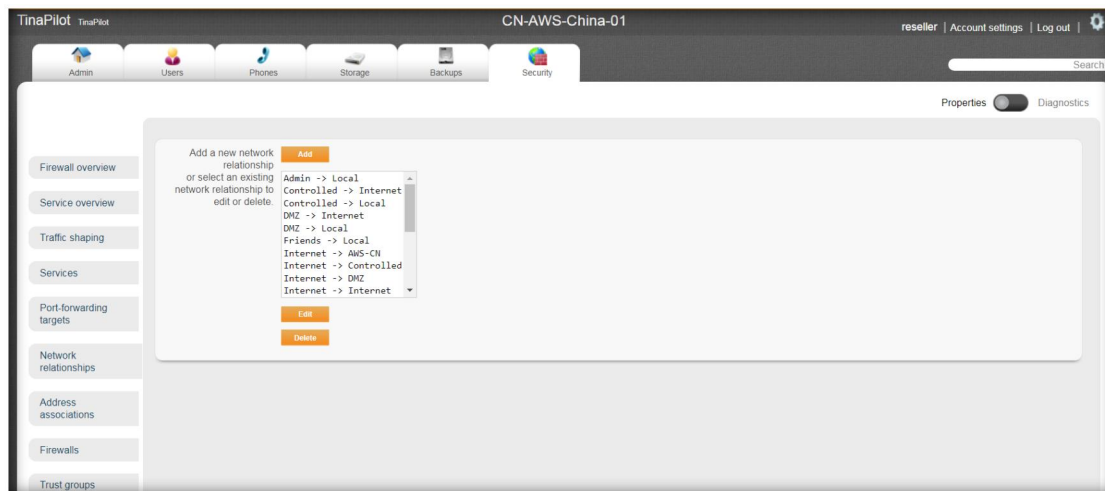 TinaPilot TinaPilot
CN-AWS-China-01
reseller | Account settings | Log out |
Admin
Users
Phones
Storage
Backups
Security
Search
Properties
Diagnostics
Firewall overview
Service overview
Traffic shaping
Services
Port-forwarding
targets
Network
relationships
Address
associations
Firewalls
Trust groups
Add a new network
relationship
or select an existing
network relationship to
edit or delete.
Add
Admin -> Local
Controlled -> Internet
Controlled -> Local
DMZ -> Internet
DMZ -> Local
Friends -> Local
Internet -> AWS-CN
Internet -> Controlled
Internet -> DMZ
Internet -> Internet
Edit
Delete